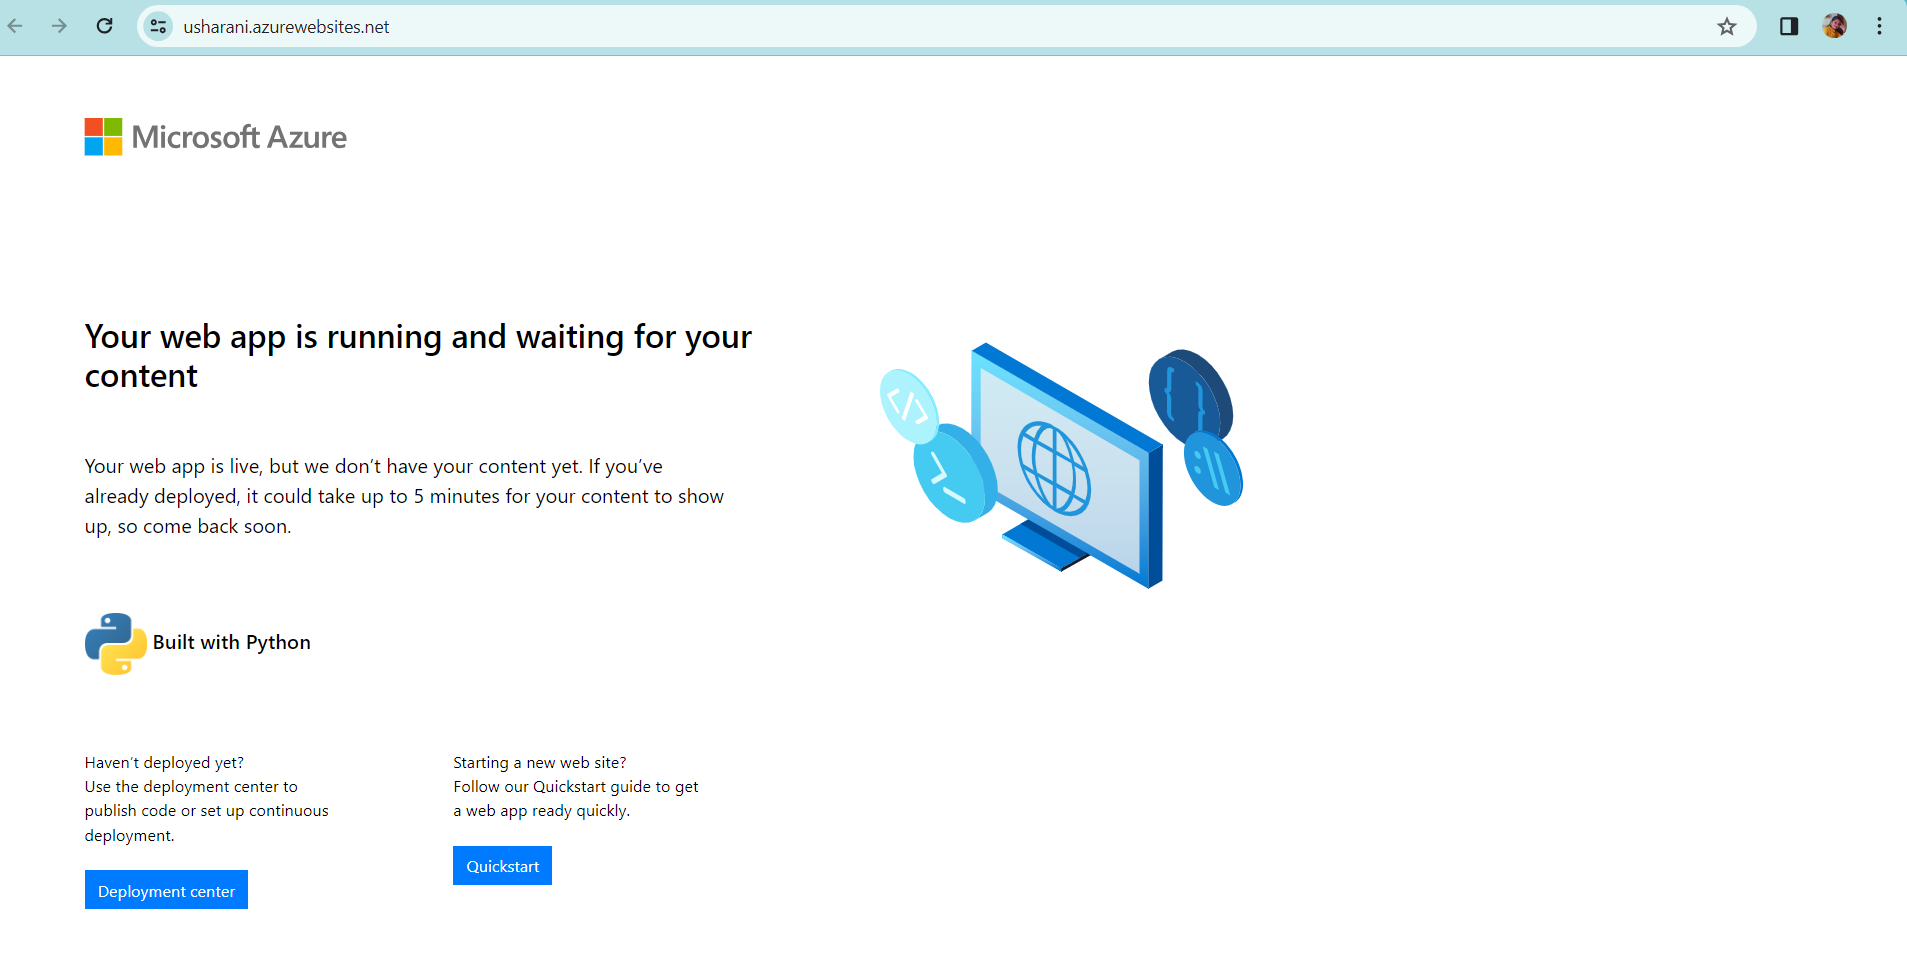 usharani.azurewebsites.net
Microsoft Azure
Your web app is running and waiting for your
content
Your web app is live, but we don’t have your content yet. If you’ve
already deployed, it could take up to 5 minutes for your content to show
up, so come back soon.
Built with Python
Haven’t deployed yet?
Use the deployment center to
publish code or set up continuous
deployment.
Deployment center
Starting a new web site?
Follow our Quickstart guide to get
a web app ready quickly.
Quickstart